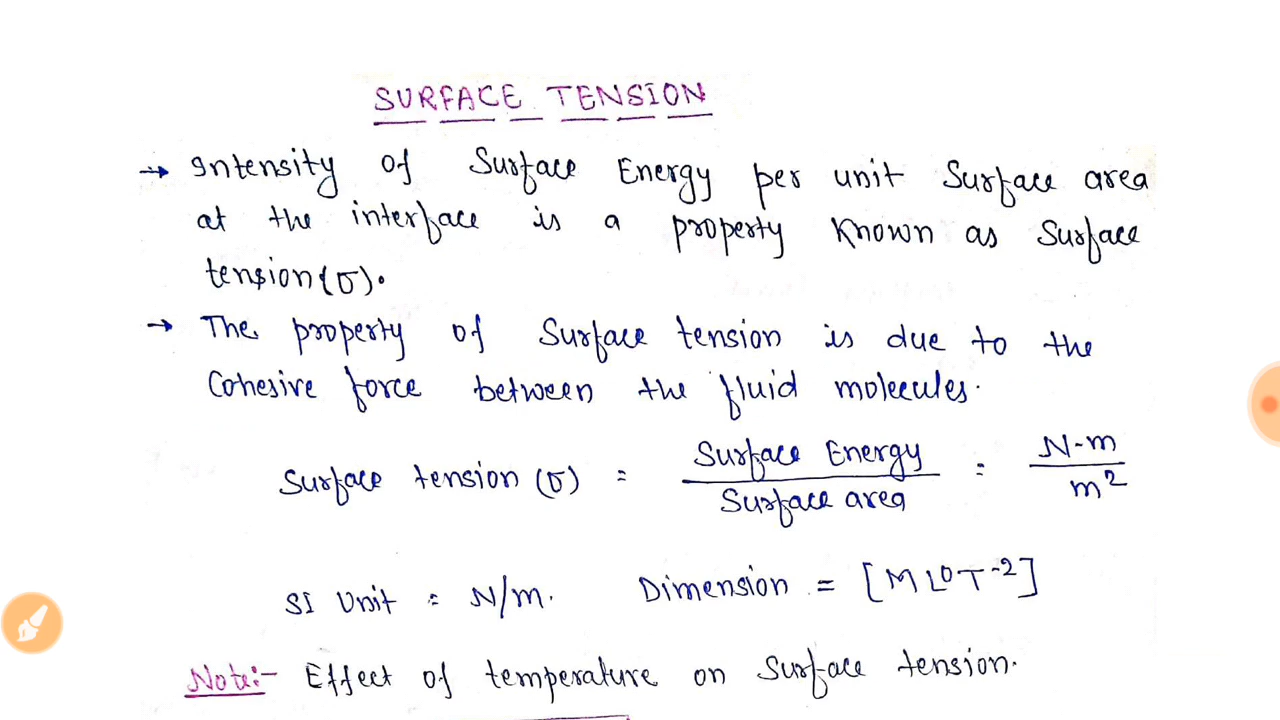 SURFACE TENSION
→ Intensity of Surface Energy per unit Surface area
at the interface is a property known as Surface
tension(σ).
→ The property of Surface tension is due to the
Cohesive force between the fluid molecules.
Surface tension (σ) = Surface Energy / Surface area = N-m / m²
SI Unit = N/m. Dimension = [M L⁰ T⁻²]
Note:- Effect of temperature on Surface tension.